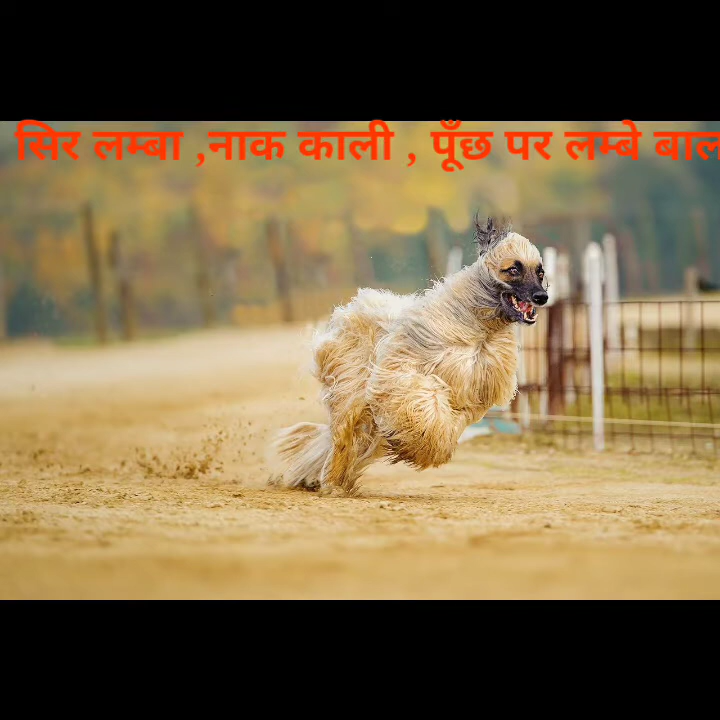 सिर लम्बा ,नाक काली , पूँछ पर लम्बे बाल